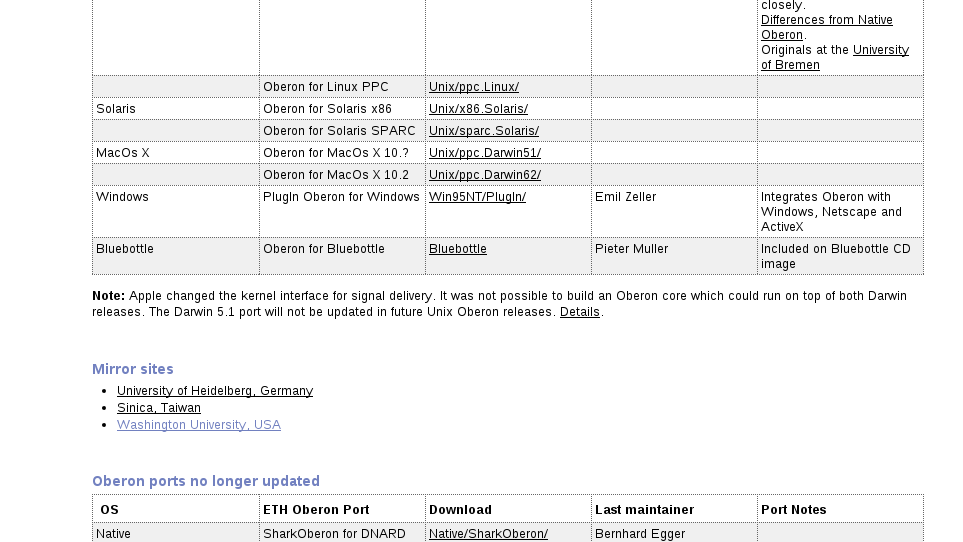 closely.
Differences from Native
Oberon.
Originals at the University
of Bremen
Oberon for Linux PPC Unix/ppc.Linux/
Solaris Oberon for Solaris x86 Unix/x86.Solaris/
Oberon for Solaris SPARC Unix/sparc.Solaris/
MacOs X Oberon for MacOs X 10.? Unix/ppc.Darwin51/
Oberon for MacOs X 10.2 Unix/ppc.Darwin62/
Windows PlugIn Oberon for Windows Win95NT/PlugIn/ Emil Zeller Integrates Oberon with
Windows, Netscape and
ActiveX
Bluebottle Oberon for Bluebottle Bluebottle Pieter Muller Included on Bluebottle CD
image
Note: Apple changed the kernel interface for signal delivery. It was not possible to build an Oberon core which could run on top of both Darwin
releases. The Darwin 5.1 port will not be updated in future Unix Oberon releases. Details.
Mirror sites
• University of Heidelberg, Germany
• Sinica, Taiwan
• Washington University, USA
Oberon ports no longer updated
OS ETH Oberon Port Download Last maintainer Port Notes
Native SharkOberon for DNARD Native/SharkOberon/ Bernhard Egger